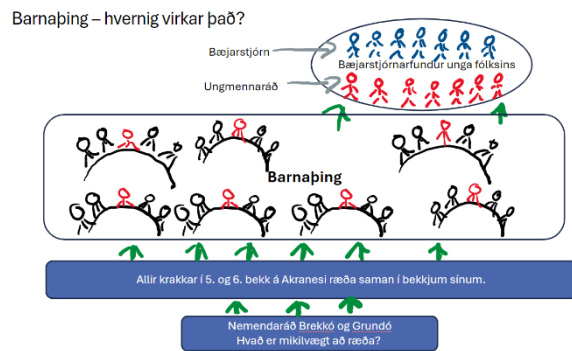 Barnaþing – hvernig virkar það?
Bæjarstjórn
Bæjarstjórnarfundur unga fólksins
Ungmennaráð
Barnaþing
Allir krakkar í 5. og 6. bekk á Akranesi ræða saman í bekkjum sínum.
Nemendaráð Brekkó og Grundó
Hvað er mikilvægt að ræða?